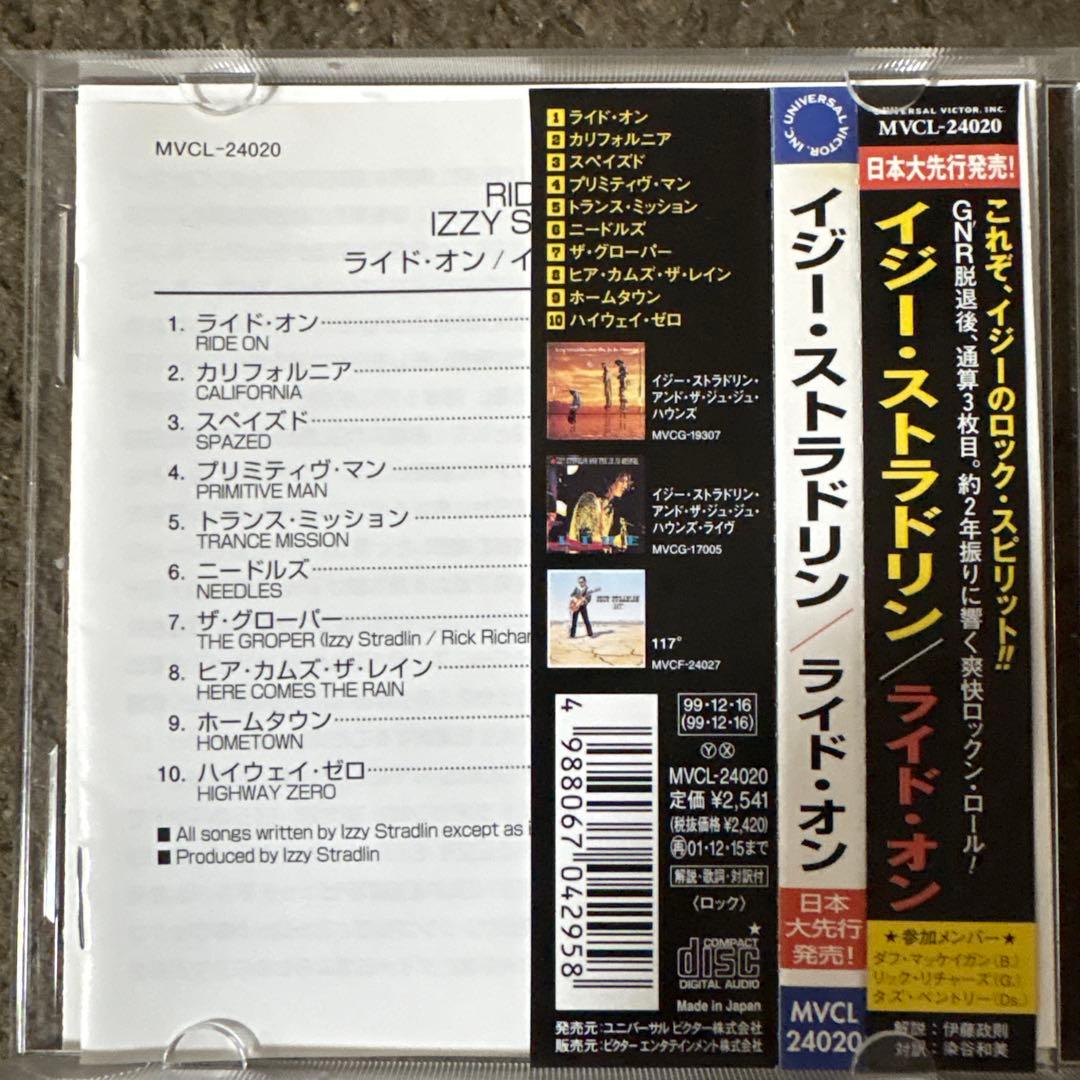 MVCL-24020
RID
IZZY S
ライド・オン / イ
1. ライド・オン
RIDE ON
2. カリフォルニア
CALIFORNIA
3. スペイズド
SPAZED
4. プリミティヴ・マン
PRIMITIVE MAN
5. トランス・ミッション
TRANCE MISSION
6. ニードルズ
NEEDLES
7. ザ・グローパー
THE GROPER (Izzy Stradlin / Rick Richar
8. ヒア・カムズ・ザ・レイン
HERE COMES THE RAIN
9. ホームタウン
HOMETOWN
10. ハイウェイ・ゼロ
HIGHWAY ZERO
■ All songs written by Izzy Stradlin except as i
■ Produced by Izzy Stradlin
1 ライド・オン
2 カリフォルニア
3 スペイズド
4 プリミティヴ・マン
5 トランス・ミッション
6 ニードルズ
7 ザ・グローパー
8 ヒア・カムズ・ザ・レイン
9 ホームタウン
10 ハイウェイ・ゼロ
イジー・ストラドリン・
アンド・ザ・ジュ・ジュ・
ハウンズ
MVCG-19307
イジー・ストラドリン・
アンド・ザ・ジュ・ジュ・
ハウンズ・ライヴ
MVCG-17005
LIVE
IZZY STRADLIN
117°
MVCF-24027
4 988067 042958
99・12・16
(99・12・16)
Ⓨ Ⓧ
MVCL-24020
定価 ¥2,541
(税抜価格 ¥2,420)
㊢01・12・15まで
解説・歌詞・対訳付
〈ロック〉
★
COMPACT
disc
DIGITAL AUDIO
Made in Japan
発売元:ユニバーサル ビクター株式会社
販売元:ビクター エンタテインメント株式会社
UNIVERSAL VICTOR, INC.
イジー・ストラドリン/ライド・オン
日本
大先行
発売!
MVCL
24020
UNIVERSAL VICTOR, INC.
MVCL-24020
日本大先行発売!
これぞ、イジーのロック・スピリット!!
G'N'R脱退後、通算3枚目。約2年振りに響く爽快ロックン・ロール!
イジー・ストラドリン/ライド・オン
★参加メンバー★
ダフ・マッケイガン(B.)
リック・リチャーズ(G.)
タズ・ベントリー(Ds.)
解説:伊藤政則
対訳:染谷和美